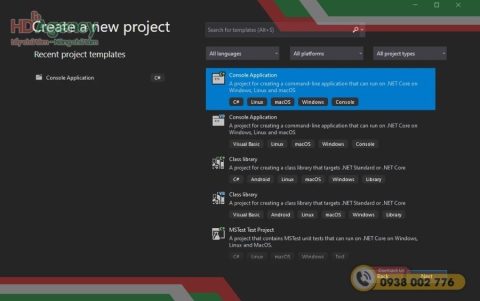 Create a new project
Recent project templates
Console Application
C#
Search for templates (Alt+S)
All languages
All platforms
All project types
Console Application
A project for creating a command-line application that can run on .NET Core on
Windows, Linux and macOS
C# Linux macOS Windows Console
Console Application
A project for creating a command-line application that can run on .NET Core on
Windows, Linux and macOS
Visual Basic Linux macOS Windows Console
Class library
A project for creating a class library that targets .NET Standard or .NET Core
C# Android Linux macOS Windows Library
Class library
A project for creating a class library that targets .NET Standard or .NET Core
Visual Basic Android Linux macOS Windows Library
MSTest Test Project
A project that contains MSTest unit tests that can run on .NET Core on Windows,
Linux and macOS.
C# Linux macOS Windows Test
Back
Next
Contact Us
0938 002 776